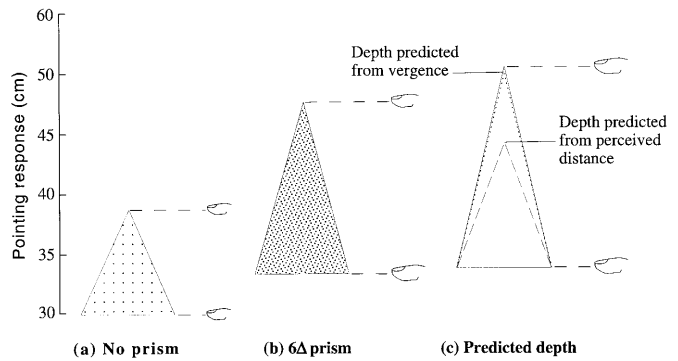 60
50
45
40
35
30
Pointing response (cm)
Depth predicted
from vergence
Depth predicted
from perceived
distance
(a) No prism
(b) 6Δ prism
(c) Predicted depth